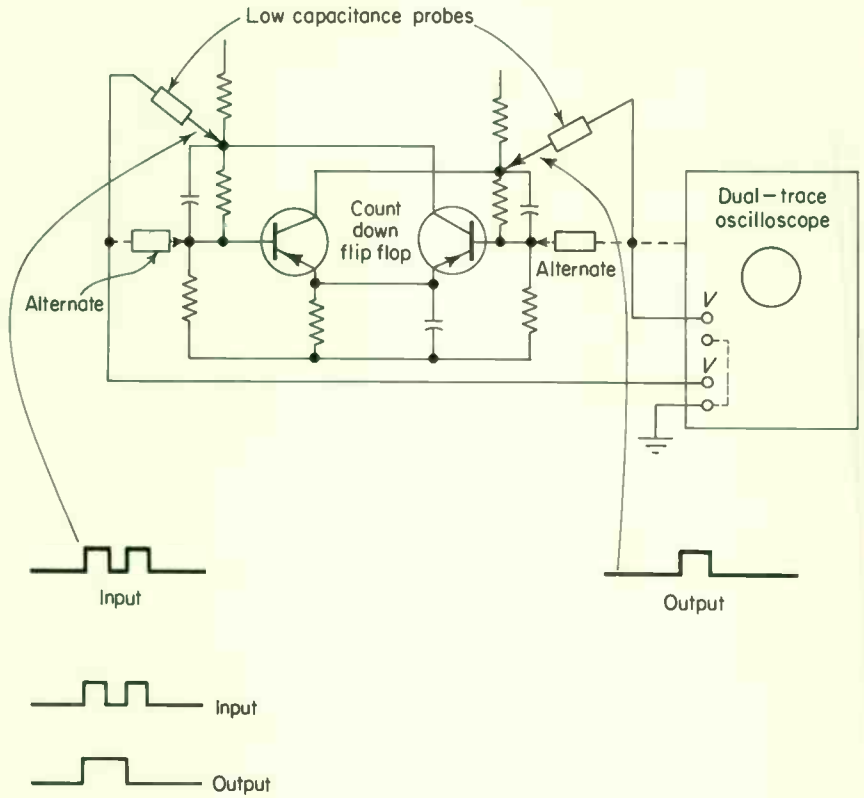 Low capacitance probes
Count
down
flip flop
Dual-trace
oscilloscope
Alternate
Alternate
V
V
Input
Output
Input
Output